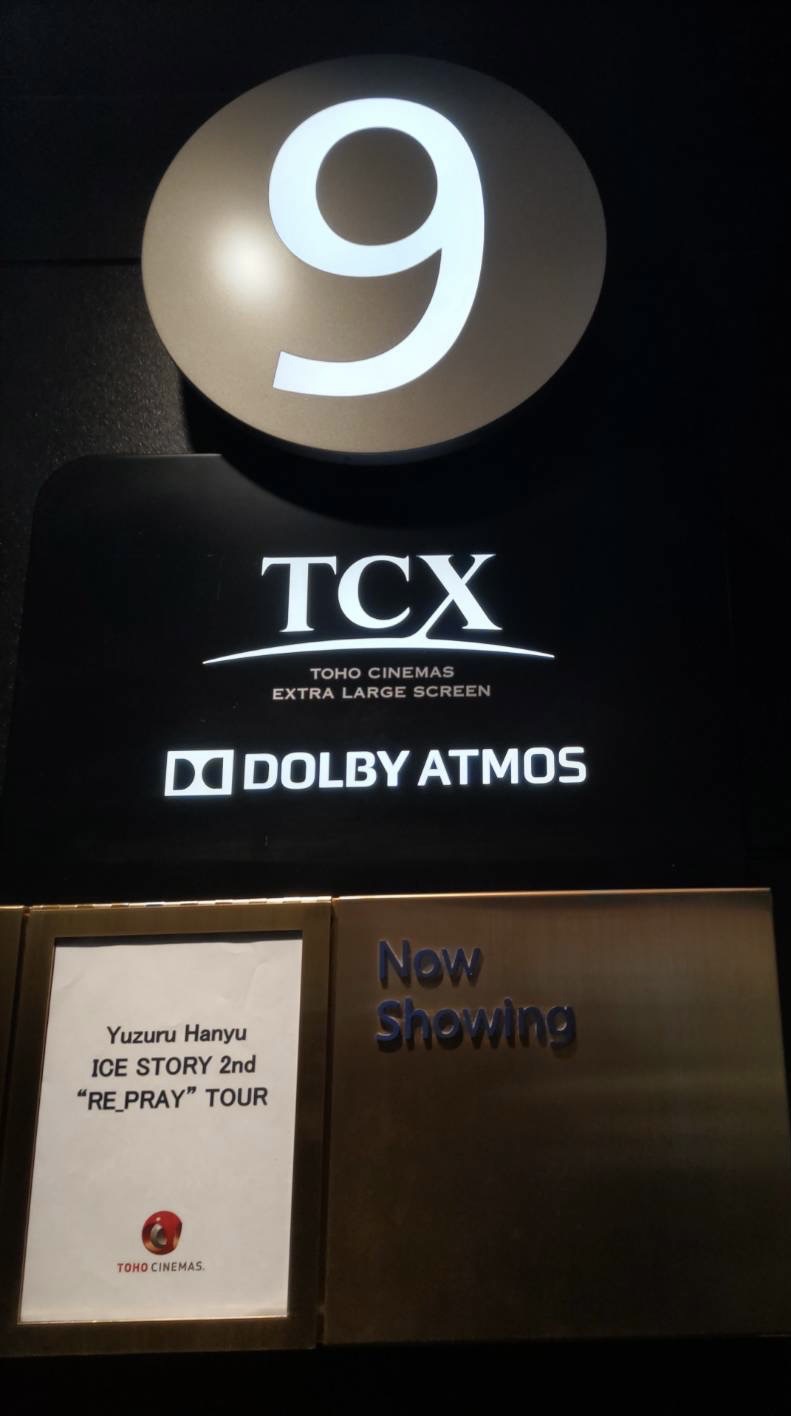 9
TCX
TOHO CINEMAS
EXTRA LARGE SCREEN
DOLBY ATMOS
Now
Showing
Yuzuru Hanyu
ICE STORY 2nd
“RE_PRAY” TOUR
TOHO CINEMAS.